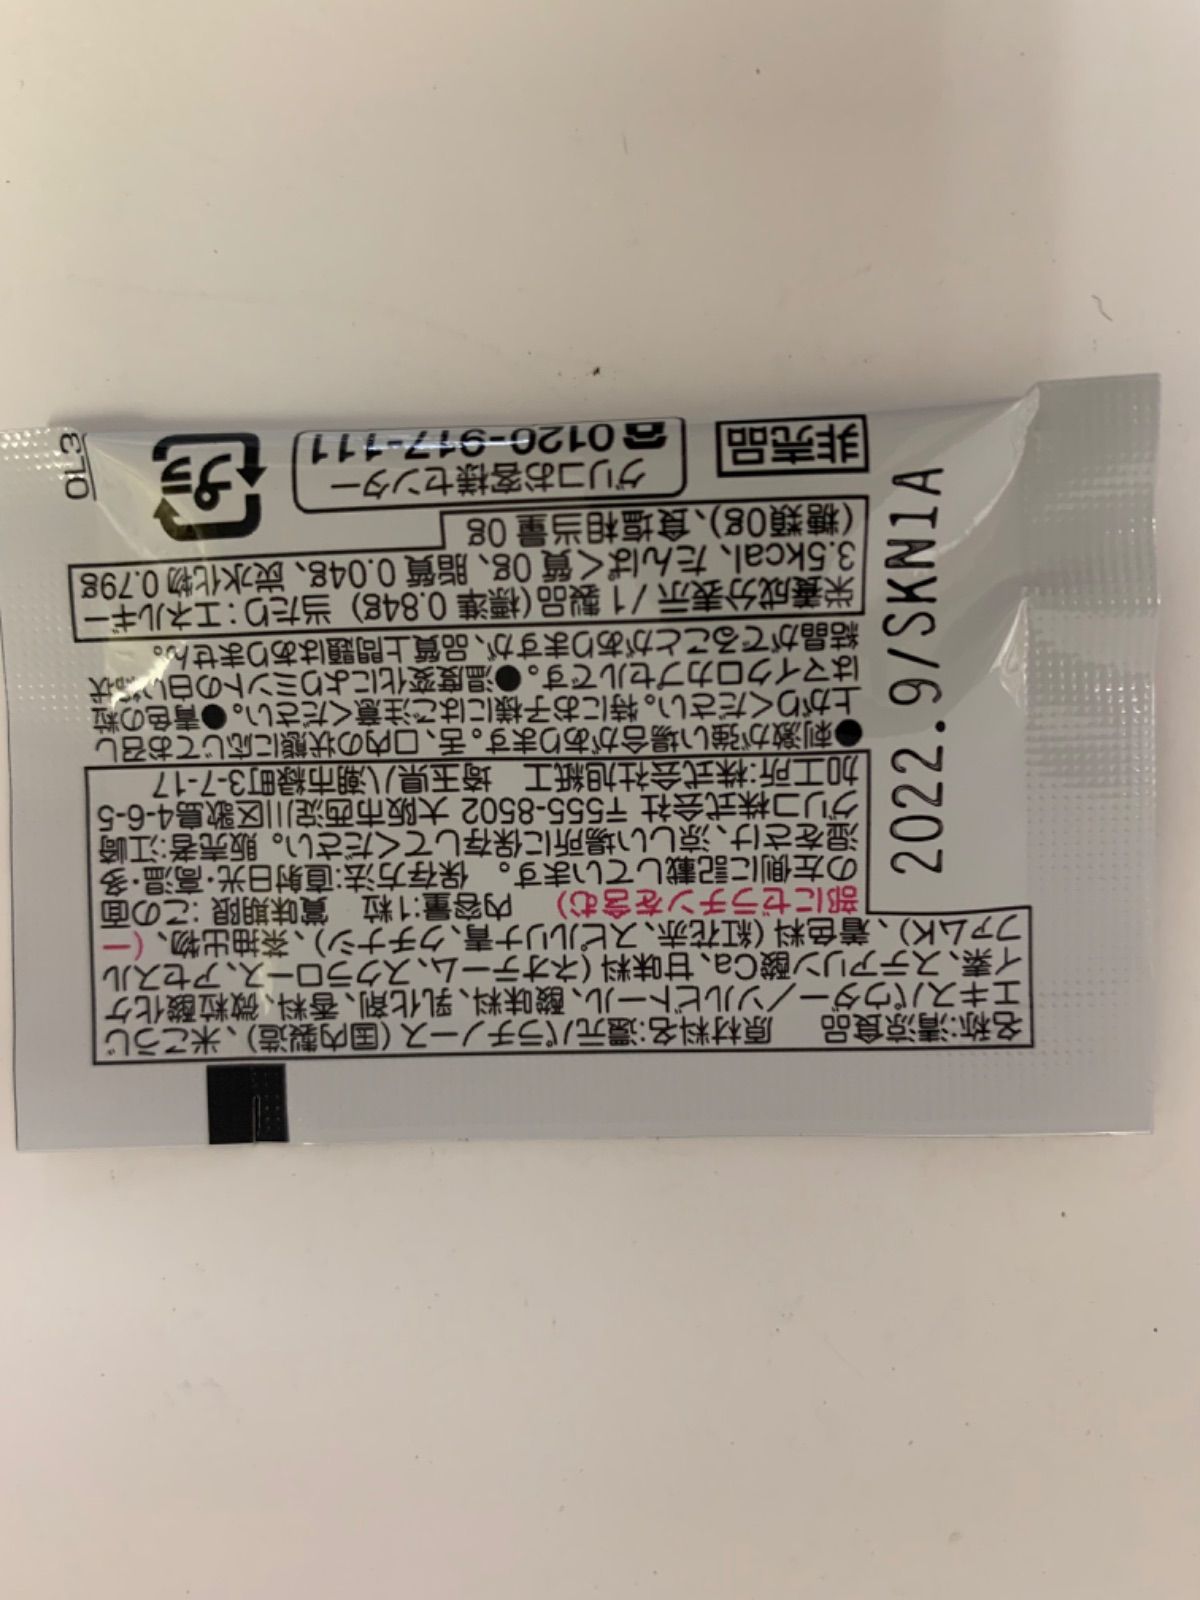 名称:清涼食品　原材料名:還元パラチノース(国内製造)、米こうじ
エキスパウダー/ソルビトール、酸味料、乳化剤、香料、微粒酸化ケ
イ素、ステアリン酸Ca、甘味料(ネオテーム、スクラロース、アセスル
ファムK)、着色料(紅花赤、スピルリナ青、クチナシ)、茶抽出物、(一
部にゼラチンを含む)　内容量:1粒　賞味期限:この面
の左側に記載しています。　保存方法:直射日光・高温・多
湿をさけ、涼しい場所に保存してください。　販売者:江崎
グリコ株式会社　〒555-8502 大阪市西淀川区歌島4-6-5
加工所:株式会社旭紙工　埼玉県八潮市緑町3-7-17
●刺激が強い場合があります。舌、口内の状態に応じてお召し
上がりください。特にお子様にはご注意ください。●青色の粒
はマイクロカプセルです。●温度変化によりミントの白い粉状
結晶がでることがありますが、品質上問題はありません。
栄養成分表示/1製品(標準0.84g)当たり:エネルギー
3.5kcal、たんぱく質0g、脂質0.04g、炭水化物0.79g
(糖類0g)、食塩相当量0g
非売品
グリコお客様センター
☎0120-917-111
プラ
OL3
2022.9/SKN1A